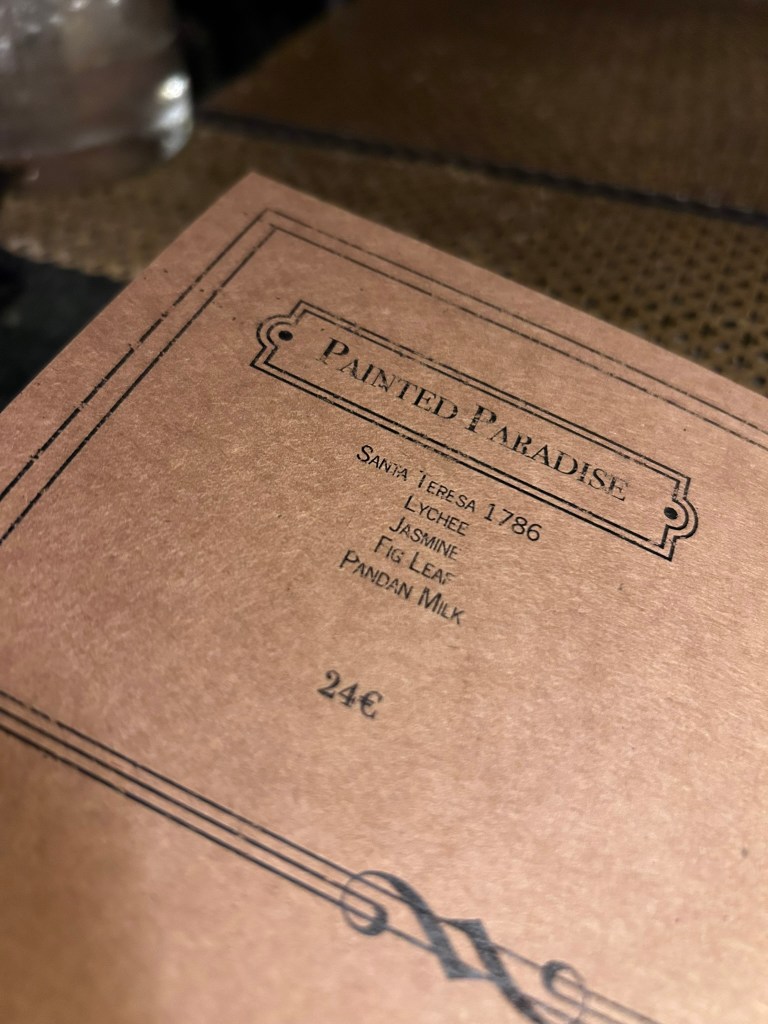 Painted Paradise
Santa Teresa 1786
Lychee
Jasmine
Fig Leaf
Pandan Milk
24€